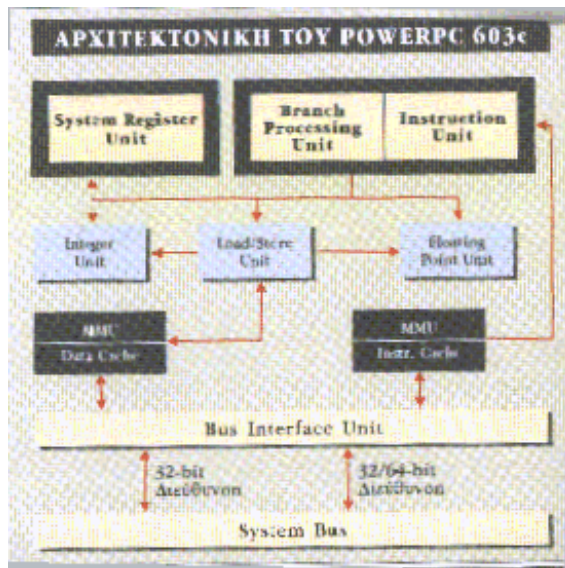 ΑΡΧΙΤΕΚΤΟΝΙΚΗ ΤΟΥ POWERPC 603e
System Register
Unit
Branch
Processing
Unit
Instruction
Unit
Integer
Unit
Load/Store
Unit
Floating
Point Unit
MMU
Data Cache
MMU
Instr. Cache
Bus Interface Unit
32-bit
Διεύθυνση
32/64-bit
Διεύθυνση
System Bus